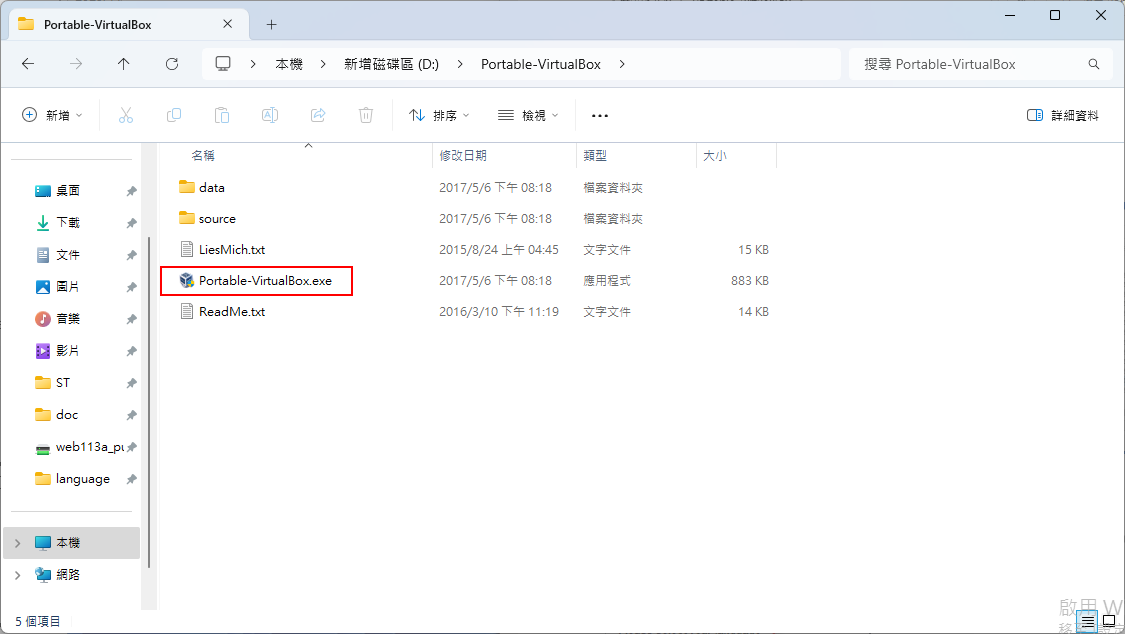 Portable-VirtualBox
本機 新增磁碟區 (D:) Portable-VirtualBox
搜尋 Portable-VirtualBox
新增 排序 檢視 詳細資料
名稱 修改日期 類型 大小
桌面
下載
文件
圖片
音樂
影片
ST
doc
web113a_pu
language
本機
網路
data 2017/5/6 下午 08:18 檔案資料夾
source 2017/5/6 下午 08:18 檔案資料夾
LiesMich.txt 2015/8/24 上午 04:45 文字文件 15 KB
Portable-VirtualBox.exe 2017/5/6 下午 08:18 應用程式 883 KB
ReadMe.txt 2016/3/10 下午 11:19 文字文件 14 KB
5 個項目
啟用 W